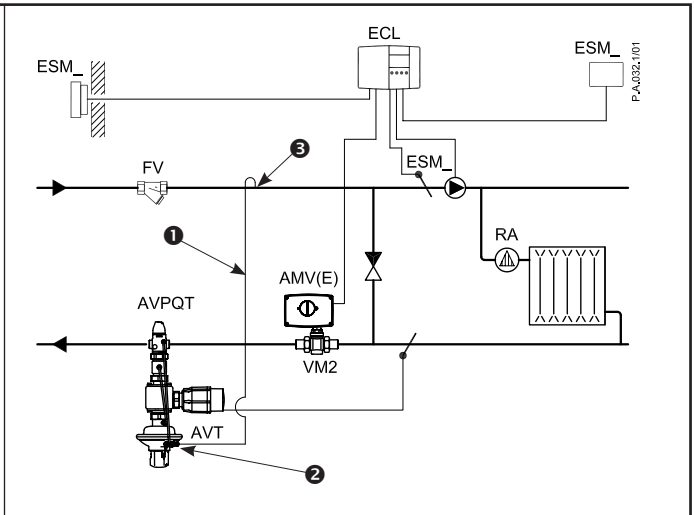 ECL
ESM_
ESM_
P.A.032.1/01
❸
FV
ESM_
❶
RA
AMV(E)
AVPQT
VM2
AVT
❷